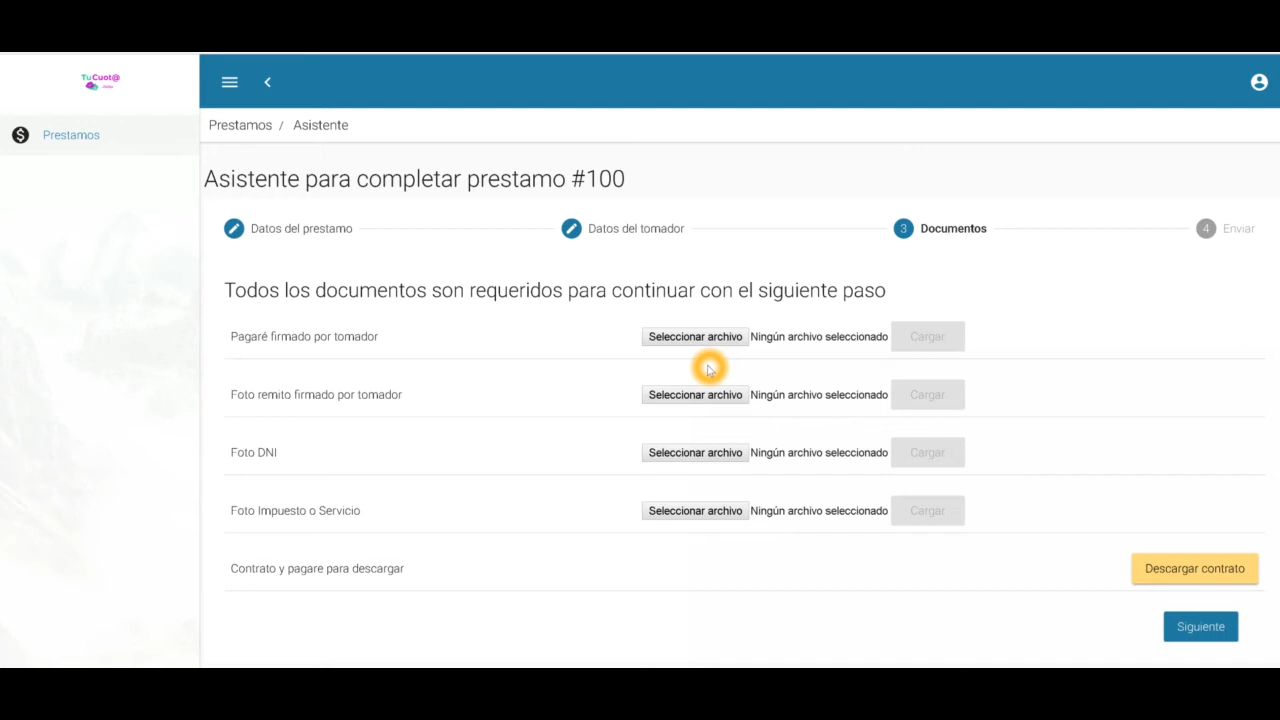 TuCuot@
Prestamos
Prestamos / Asistente
Asistente para completar prestamo #100
Datos del prestamo
Datos del tomador
3 Documentos
4 Enviar
Todos los documentos son requeridos para continuar con el siguiente paso
Pagaré firmado por tomador Seleccionar archivo Ningún archivo seleccionado Cargar
Foto remito firmado por tomador Seleccionar archivo Ningún archivo seleccionado Cargar
Foto DNI Seleccionar archivo Ningún archivo seleccionado Cargar
Foto Impuesto o Servicio Seleccionar archivo Ningún archivo seleccionado Cargar
Contrato y pagare para descargar Descargar contrato
Siguiente